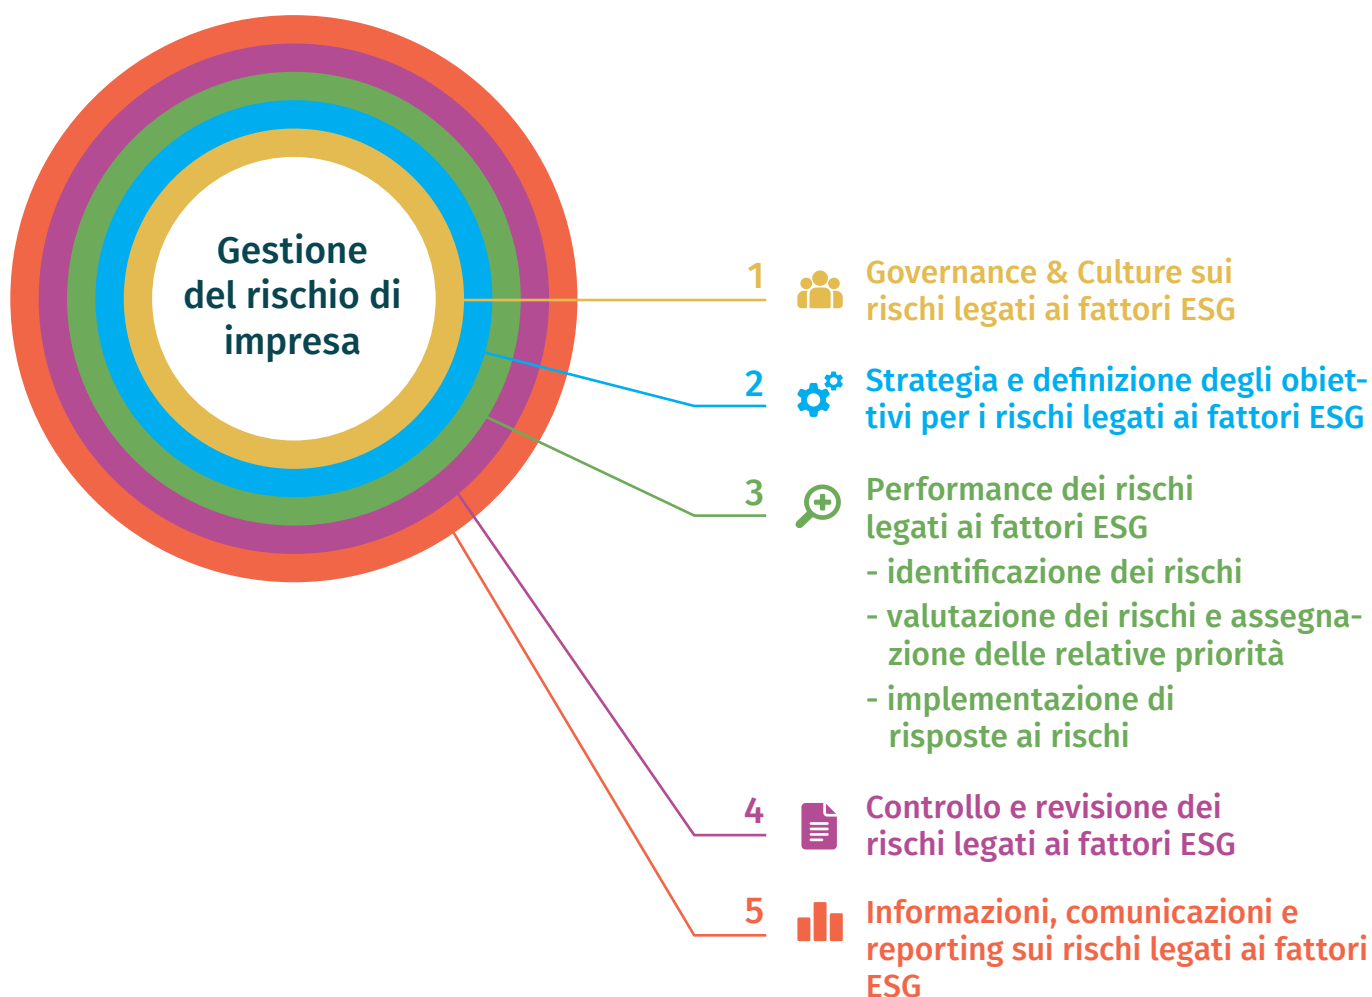 Gestione
del rischio di
impresa
1
Governance & Culture sui
rischi legati ai fattori ESG
2
Strategia e definizione degli obiet-
tivi per i rischi legati ai fattori ESG
3
Performance dei rischi
legati ai fattori ESG
- identificazione dei rischi
- valutazione dei rischi e assegna-
zione delle relative priorità
- implementazione di
risposte ai rischi
4
Controllo e revisione dei
rischi legati ai fattori ESG
5
Informazioni, comunicazioni e
reporting sui rischi legati ai fattori
ESG